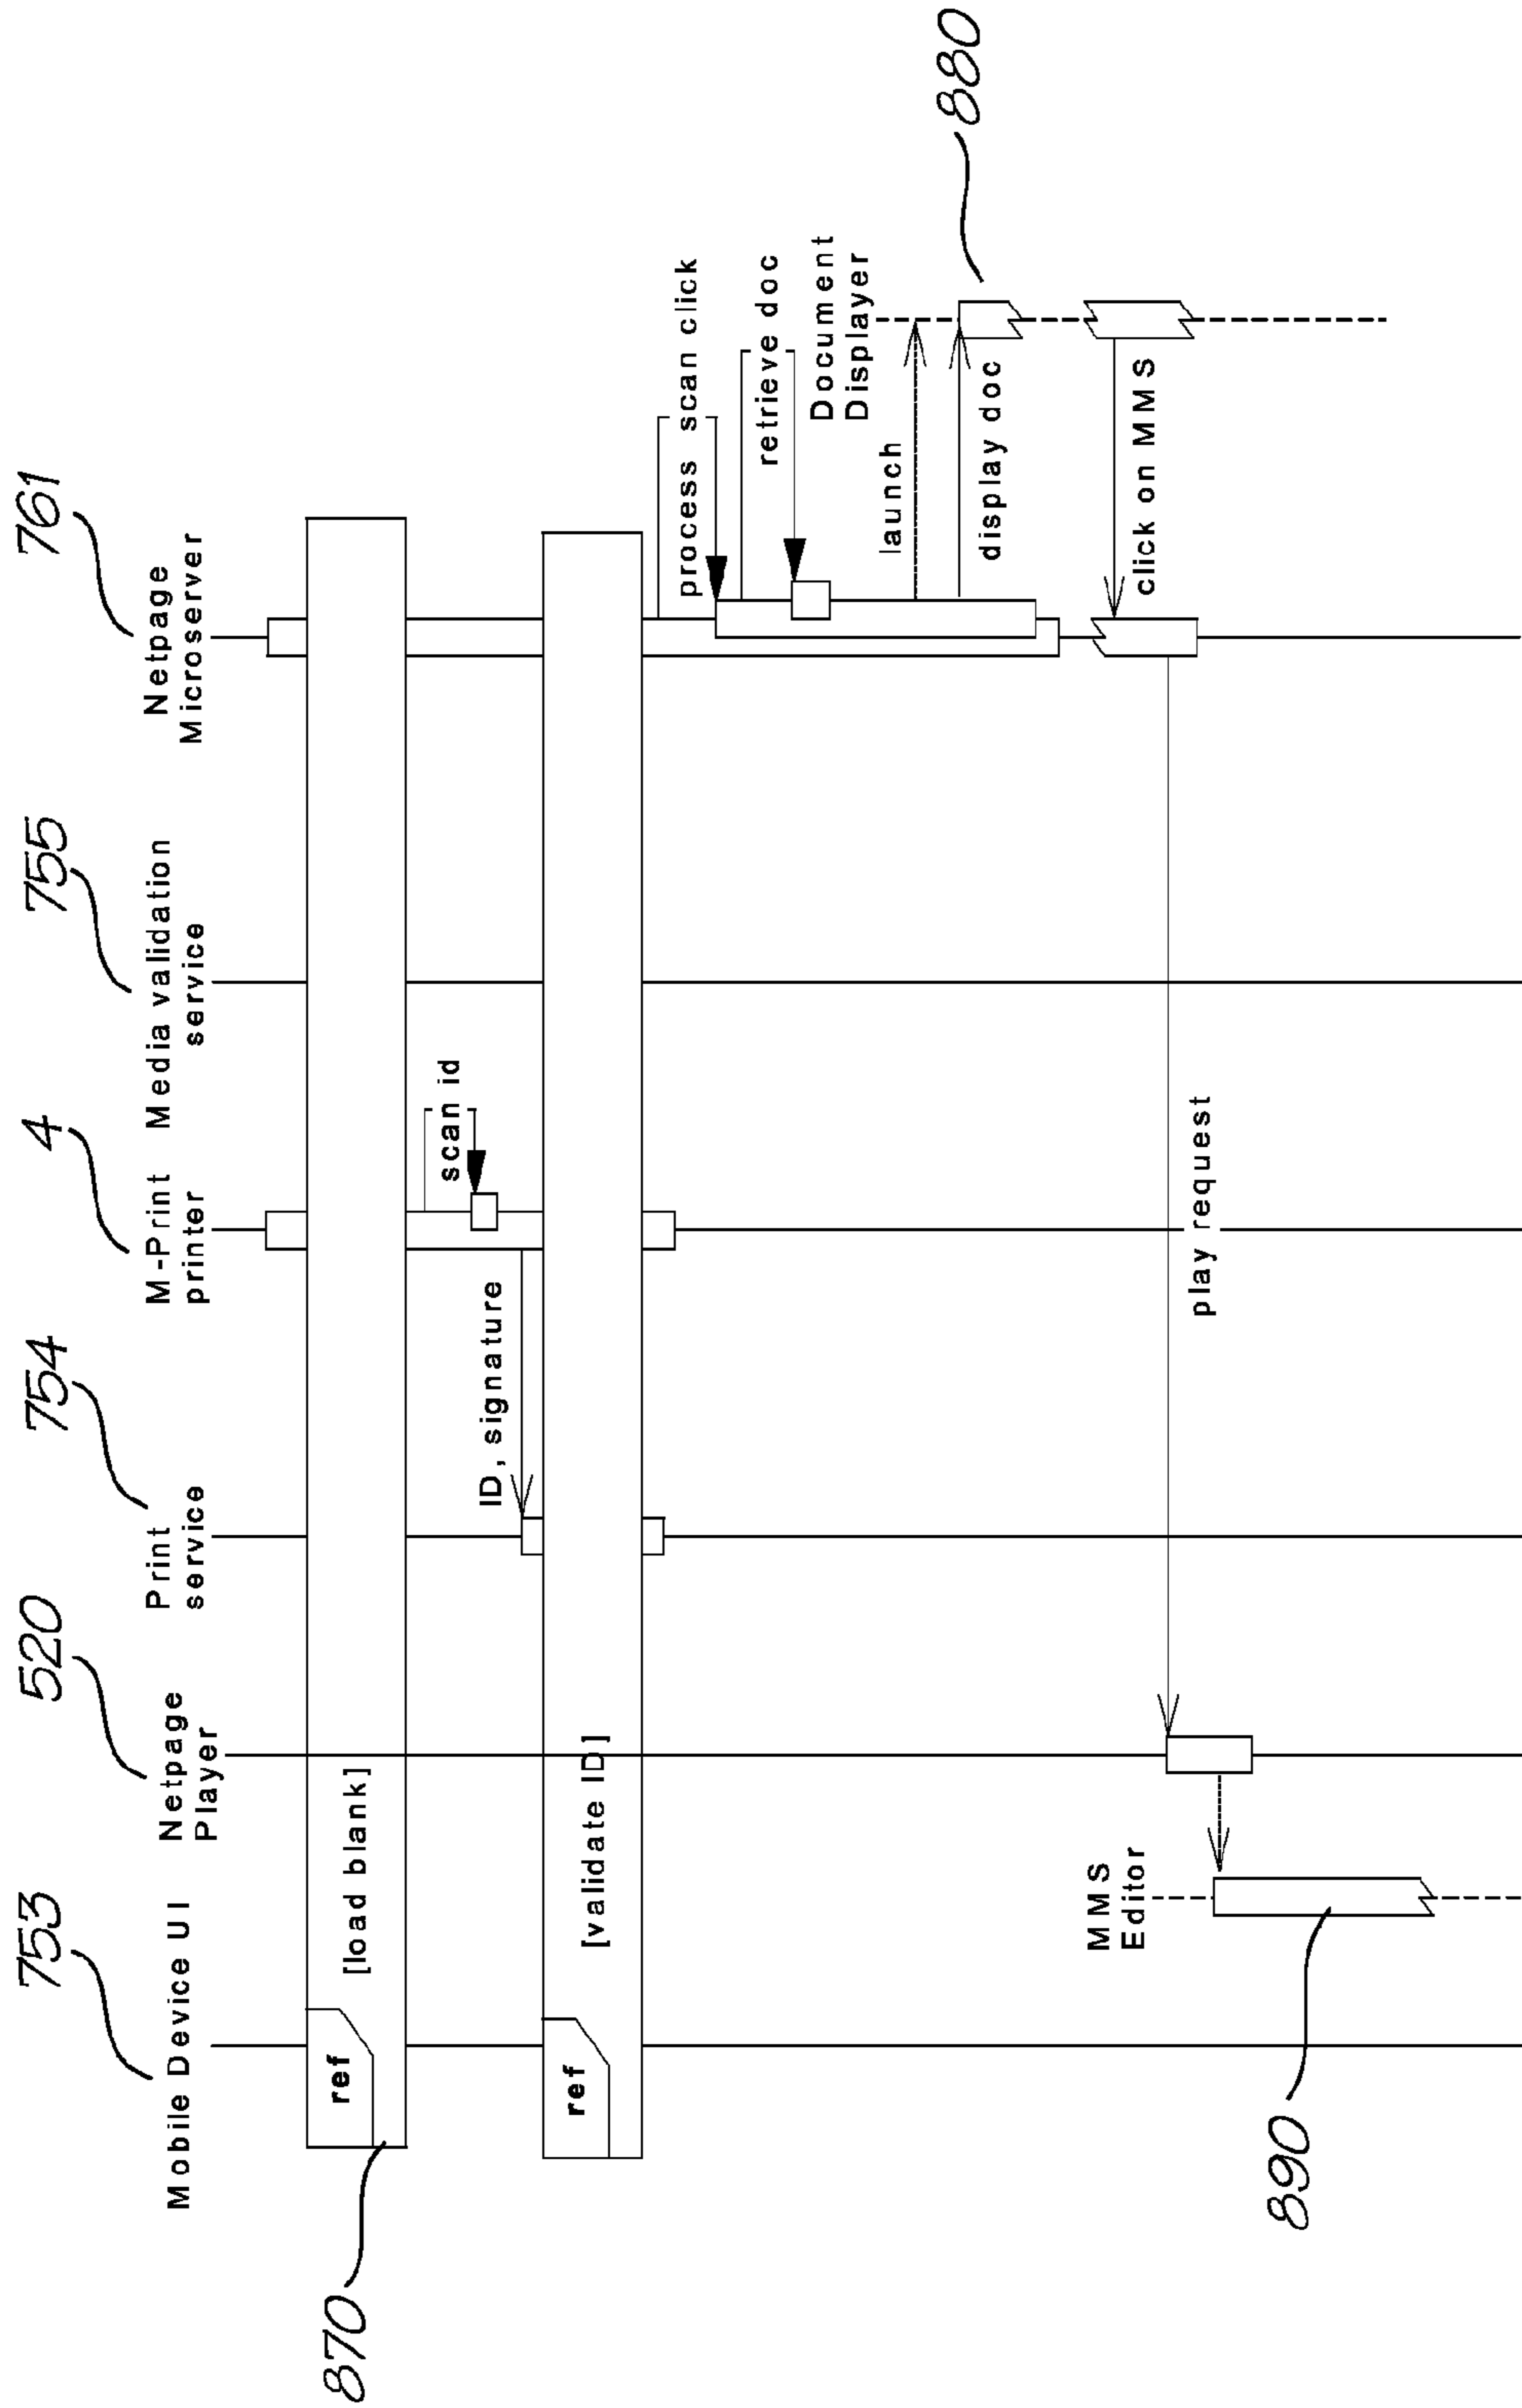 753
520
754
4
755
761
Mobile Device UI
Netpage
Player
Print
service
M-Print
printer
Media validation
service
Netpage
Microserver
870
ref
[load blank]
scan id
ID, signature
ref
[validate ID]
process scan click
retrieve doc
Document
Displayer
launch
display doc
880
click on MMS
play request
MMS
Editor
890